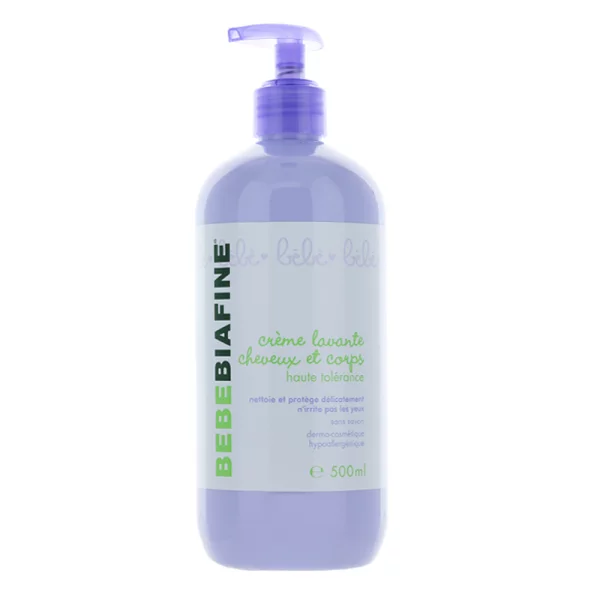 bébé ♥ bébé ♥ bébé
BEBEBIAFINE®
crème lavante
cheveux et corps
haute tolérance
nettoie et protège délicatement
n'irrite pas les yeux
sans savon
dermo-cosmétique
hypoallergénique
℮ 500ml